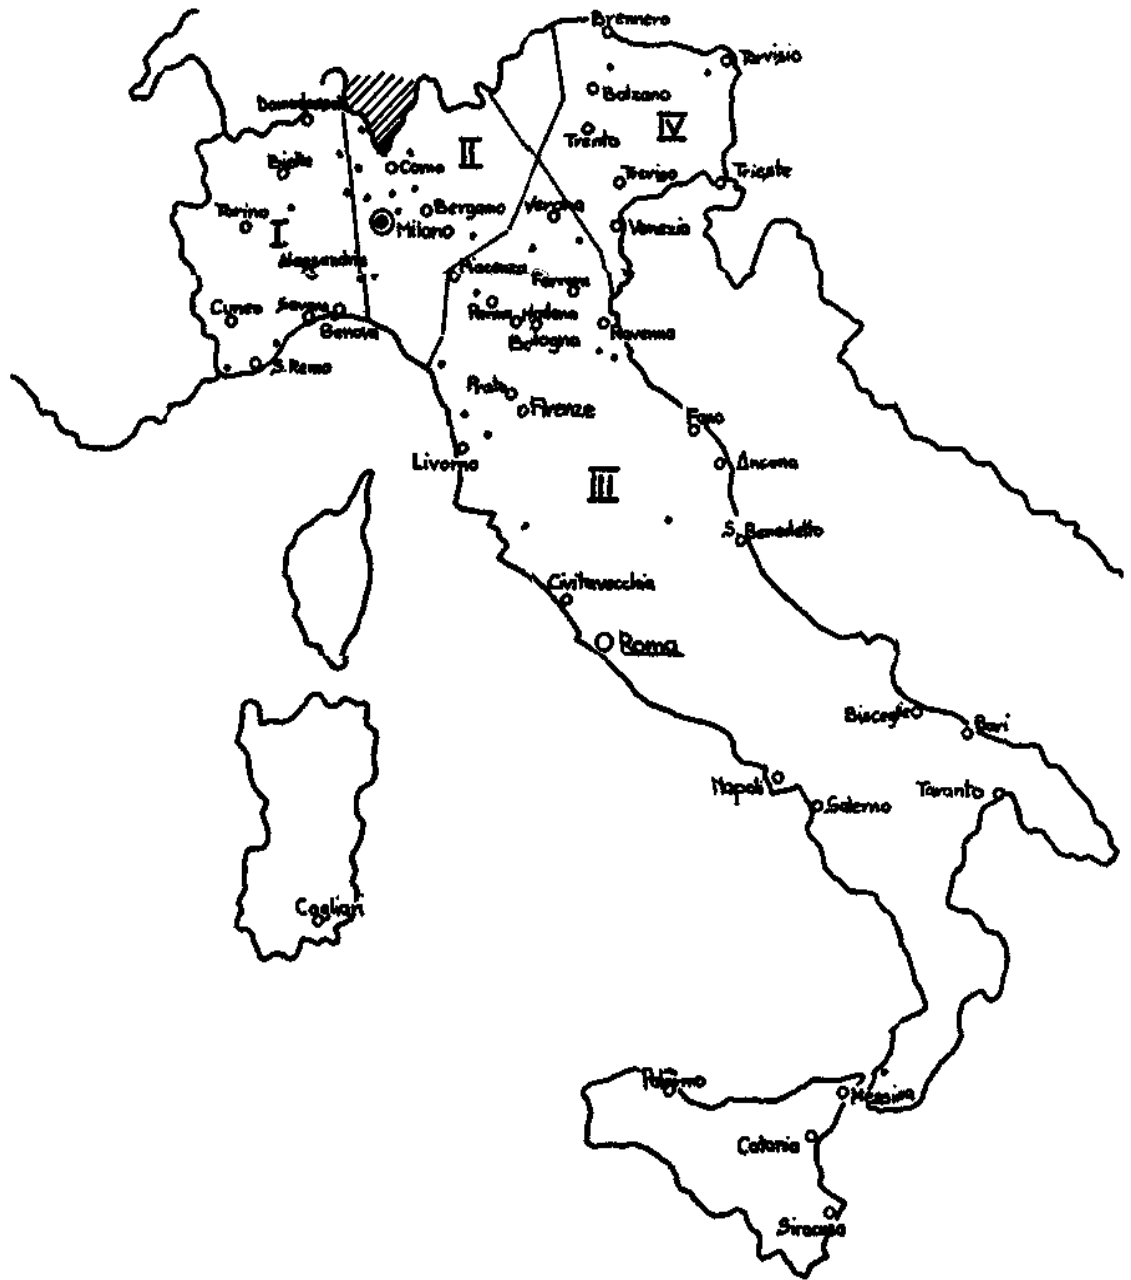 Brennero
Tarvisio
Bolzano
Domodossola
IV
Trento
II
Biella
Como
Treviso
Trieste
Torino
I
Bergamo
Verona
Milano
Venezia
Alessandria
Piacenza
Ferrara
Cuneo
Savona
Parma
Modena
Genova
Ravenna
Bologna
S. Remo
Prato
Firenze
Fano
Livorno
Ancona
III
S. Benedetto
Civitavecchia
Roma
Bisceglie
Bari
Napoli
Taranto
Salerno
Cagliari
Palermo
Messina
Catania
Siracusa